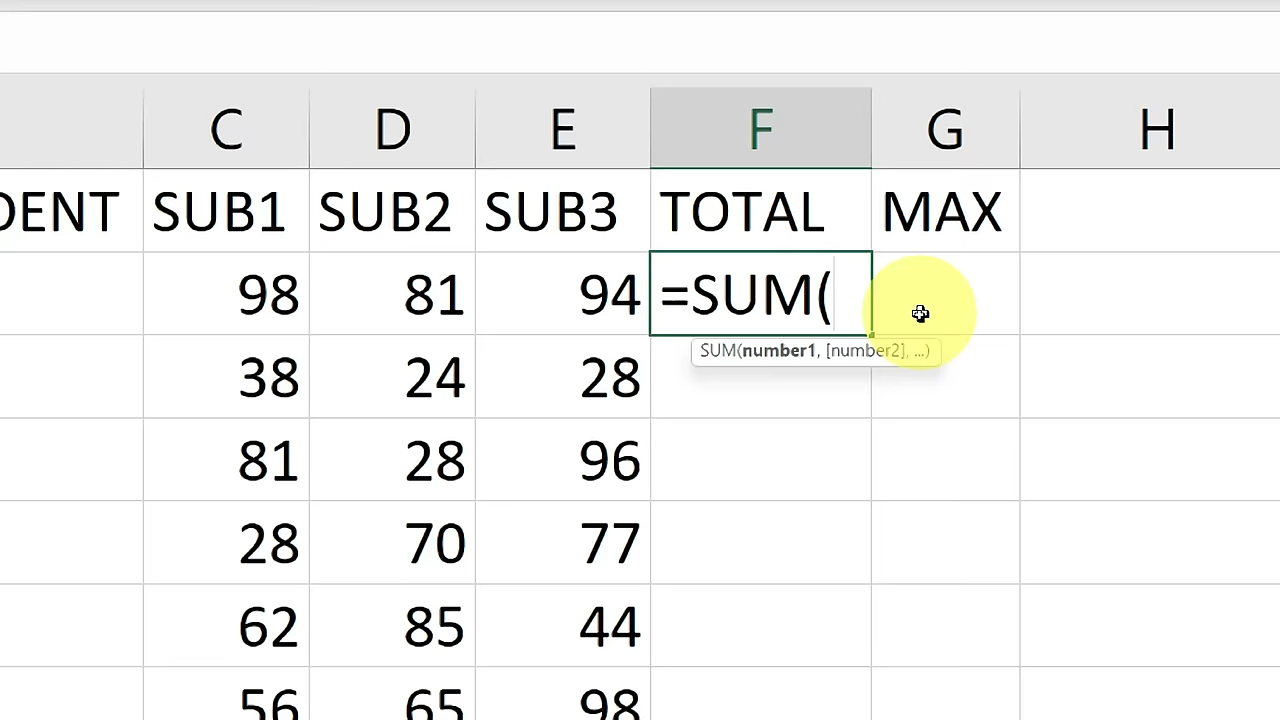 C D E F G H
DENT SUB1 SUB2 SUB3 TOTAL MAX
98 81 94 =SUM(
SUM(number1, [number2], ...)
38 24 28
81 28 96
28 70 77
62 85 44
56 65 98